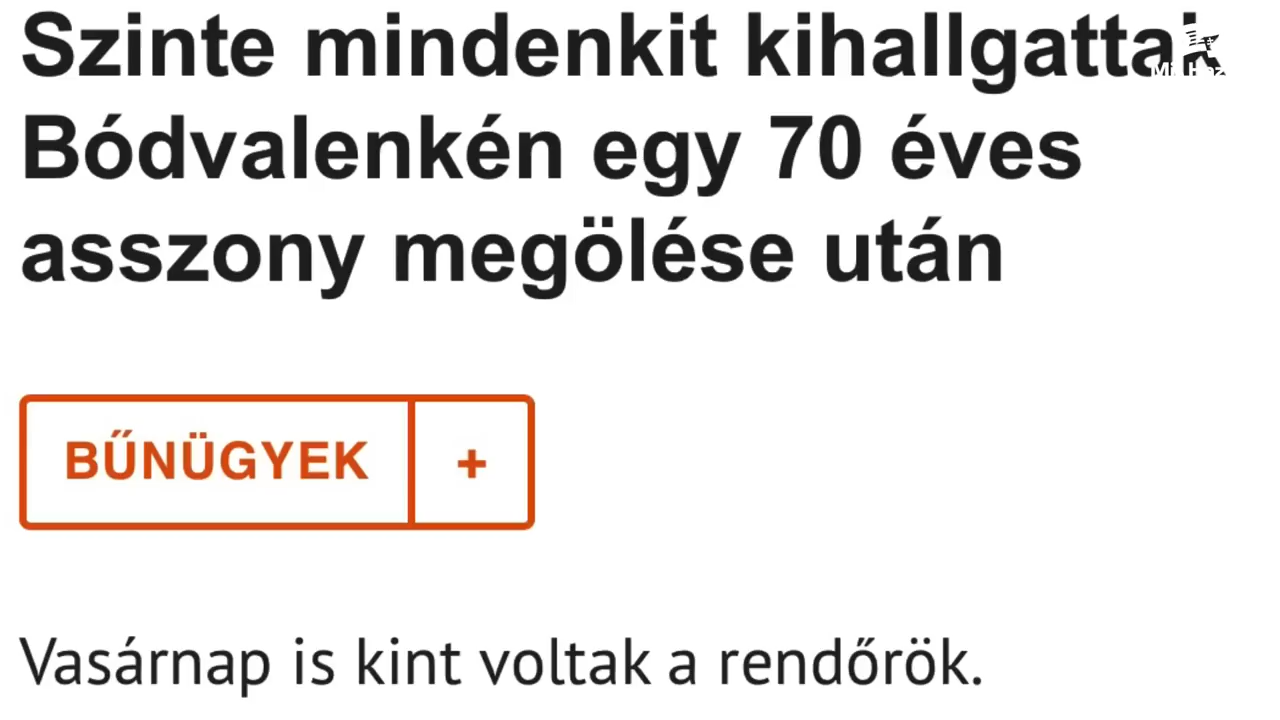 Szinte mindenkit kihallgattak
Bódvalenkén egy 70 éves
asszony megölése után
BŰNÜGYEK +
Vasárnap is kint voltak a rendőrök.